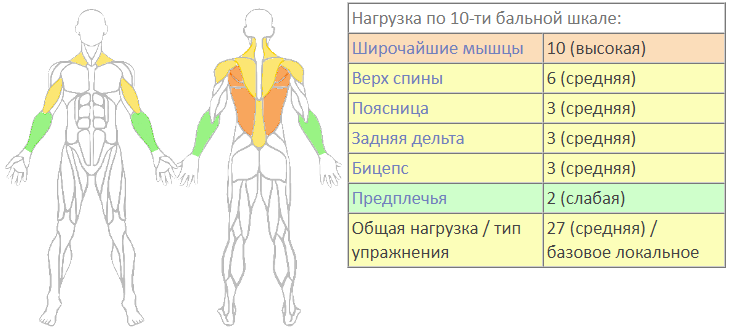 Нагрузка по 10-ти бальной шкале:
Широчайшие мышцы 10 (высокая)
Верх спины 6 (средняя)
Поясница 3 (средняя)
Задняя дельта 3 (средняя)
Бицепс 3 (средняя)
Предплечья 2 (слабая)
Общая нагрузка / тип 27 (средняя) /
упражнения базовое локальное